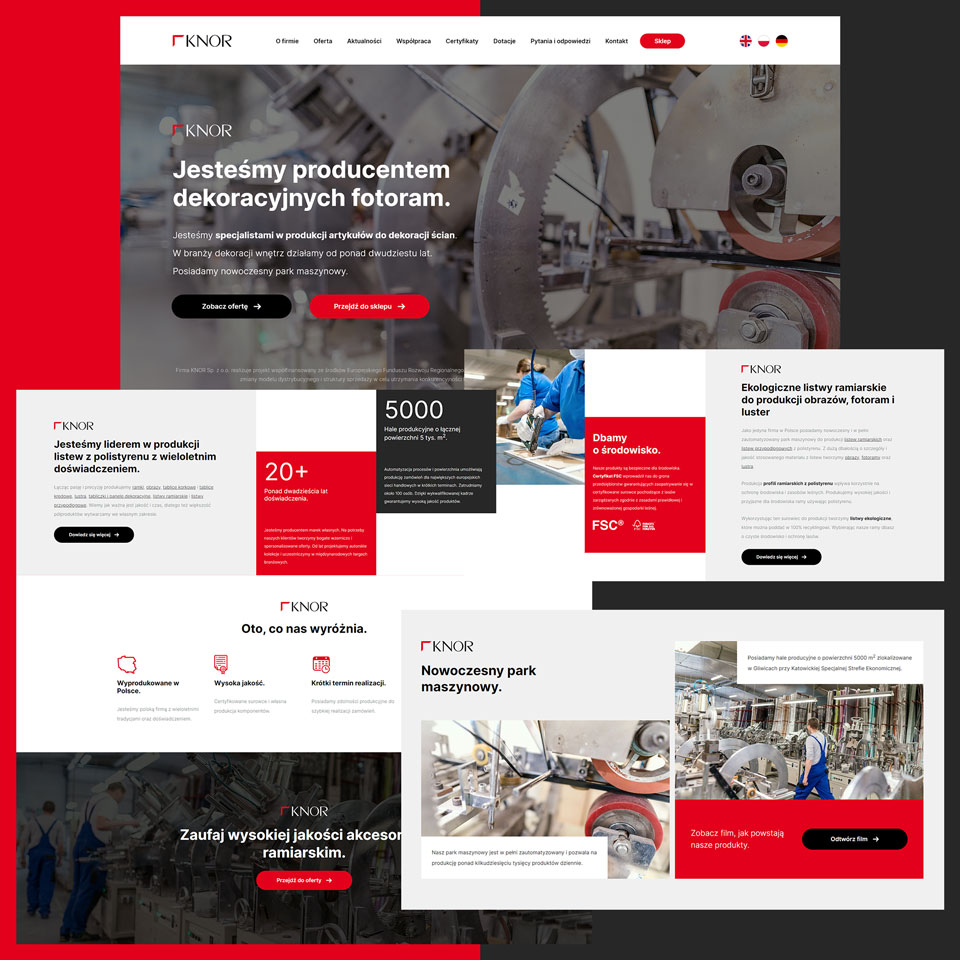 KNOR
O firmie
Oferta
Aktualności
Współpraca
Certyfikaty
Dotacje
Pytania i odpowiedzi
Kontakt
Sklep
KNOR
Jesteśmy producentem
dekoracyjnych fotoram.
Jesteśmy specjalistami w produkcji artykułów do dekoracji ścian.
W branży dekoracji wnętrz działamy od ponad dwudziestu lat.
Posiadamy nowoczesny park maszynowy.
Zobacz ofertę →
Przejdź do sklepu →
Firma KNOR Sp. z o.o. realizuje projekt współfinansowany ze środków Europejskiego Funduszu Rozwoju Regionalnego
zmiany modelu dystrybucyjnego i struktury sprzedaży w celu utrzymania konkurencyjności
KNOR
Jesteśmy liderem w produkcji
listew z polistyrenu z wieloletnim
doświadczeniem.
Łącząc pasję i precyzję produkujemy ramki, obrazy, tablice korkowe i tablice
kredowe, lustra, tabliczki i panele dekoracyjne, listwy ramiarskie i listwy
przypodłogowe. Wiemy jak ważna jest jakość i czas, dlatego też większość
półproduktów wytwarzamy we własnym zakresie.
Dowiedz się więcej →
20+
Ponad dwadzieścia lat
doświadczenia.
Jesteśmy producentem marek własnych. Na potrzeby
naszych klientów tworzymy bogate wzorniczo i
spersonalizowane oferty. Od lat projektujemy autorskie
kolekcje i uczestniczymy w międzynarodowych targach
branżowych.
5000
Hale produkcyjne o łącznej
powierzchni 5 tys. m².
Automatyzacja procesów i powierzchnia umożliwiają
produkcję zamówień dla największych europejskich
sieci handlowych w krótkich terminach. Zatrudniamy
około 100 osób. Dzięki wykwalifikowanej kadrze
gwarantujemy wysoką jakość produktów.
Dbamy
o środowisko.
Nasze produkty są bezpieczne dla środowiska.
Certyfikat FSC wprowadził nas do grona
przedsiębiorstw gwarantujących zaopatrywanie się w
certyfikowane surowce pochodzące z lasów
zarządzanych zgodnie z zasadami prawidłowej i
zrównoważonej gospodarki leśnej.
FSC®
KNOR
Ekologiczne listwy ramiarskie
do produkcji obrazów, fotoram i
luster
Jako jedyna firma w Polsce posiadamy nowoczesny i w pełni
zautomatyzowany park maszynowy do produkcji listew ramiarskich oraz
listew przypodłogowych z polistyrenu. Z dużą dbałością o szczegóły i
jakość stosowanego materiału z listew tworzymy obrazy, fotoramy oraz
lustra.
Produkcja profili ramiarskich z polistyrenu wpływa korzystnie na
ochronę środowiska i zasobów leśnych. Produkujemy wysokiej jakości i
przyjazne dla środowiska ramy używając polistyrenu.
Wykorzystując ten surowiec do produkcji tworzymy listwy ekologiczne,
które można poddać w 100% recyklingowi. Wybierając nasze ramy dbasz
o czyste środowisko i ochronę lasów.
Dowiedz się więcej →
KNOR
Oto, co nas wyróżnia.
Wyprodukowane w
Polsce.
Jesteśmy polską firmą z wieloletnimi
tradycjami oraz doświadczeniem.
Wysoka jakość.
Certyfikowane surowce i własna
produkcja komponentów.
Krótki termin realizacji.
Posiadamy zdolności produkcyjne do
szybkiej realizacji zamówień.
KNOR
Zaufaj wysokiej jakości akcesor
ramiarskim.
Przejdź do oferty →
KNOR
Nowoczesny park
maszynowy.
Nasz park maszynowy jest w pełni zautomatyzowany i pozwala na
produkcję ponad kilkudziesięciu tysięcy produktów dziennie.
Posiadamy hale produkcyjne o powierzchni 5000 m² zlokalizowane
w Gliwicach przy Katowickiej Specjalnej Strefie Ekonomicznej.
Zobacz film, jak powstają
nasze produkty.
Odtwórz film →